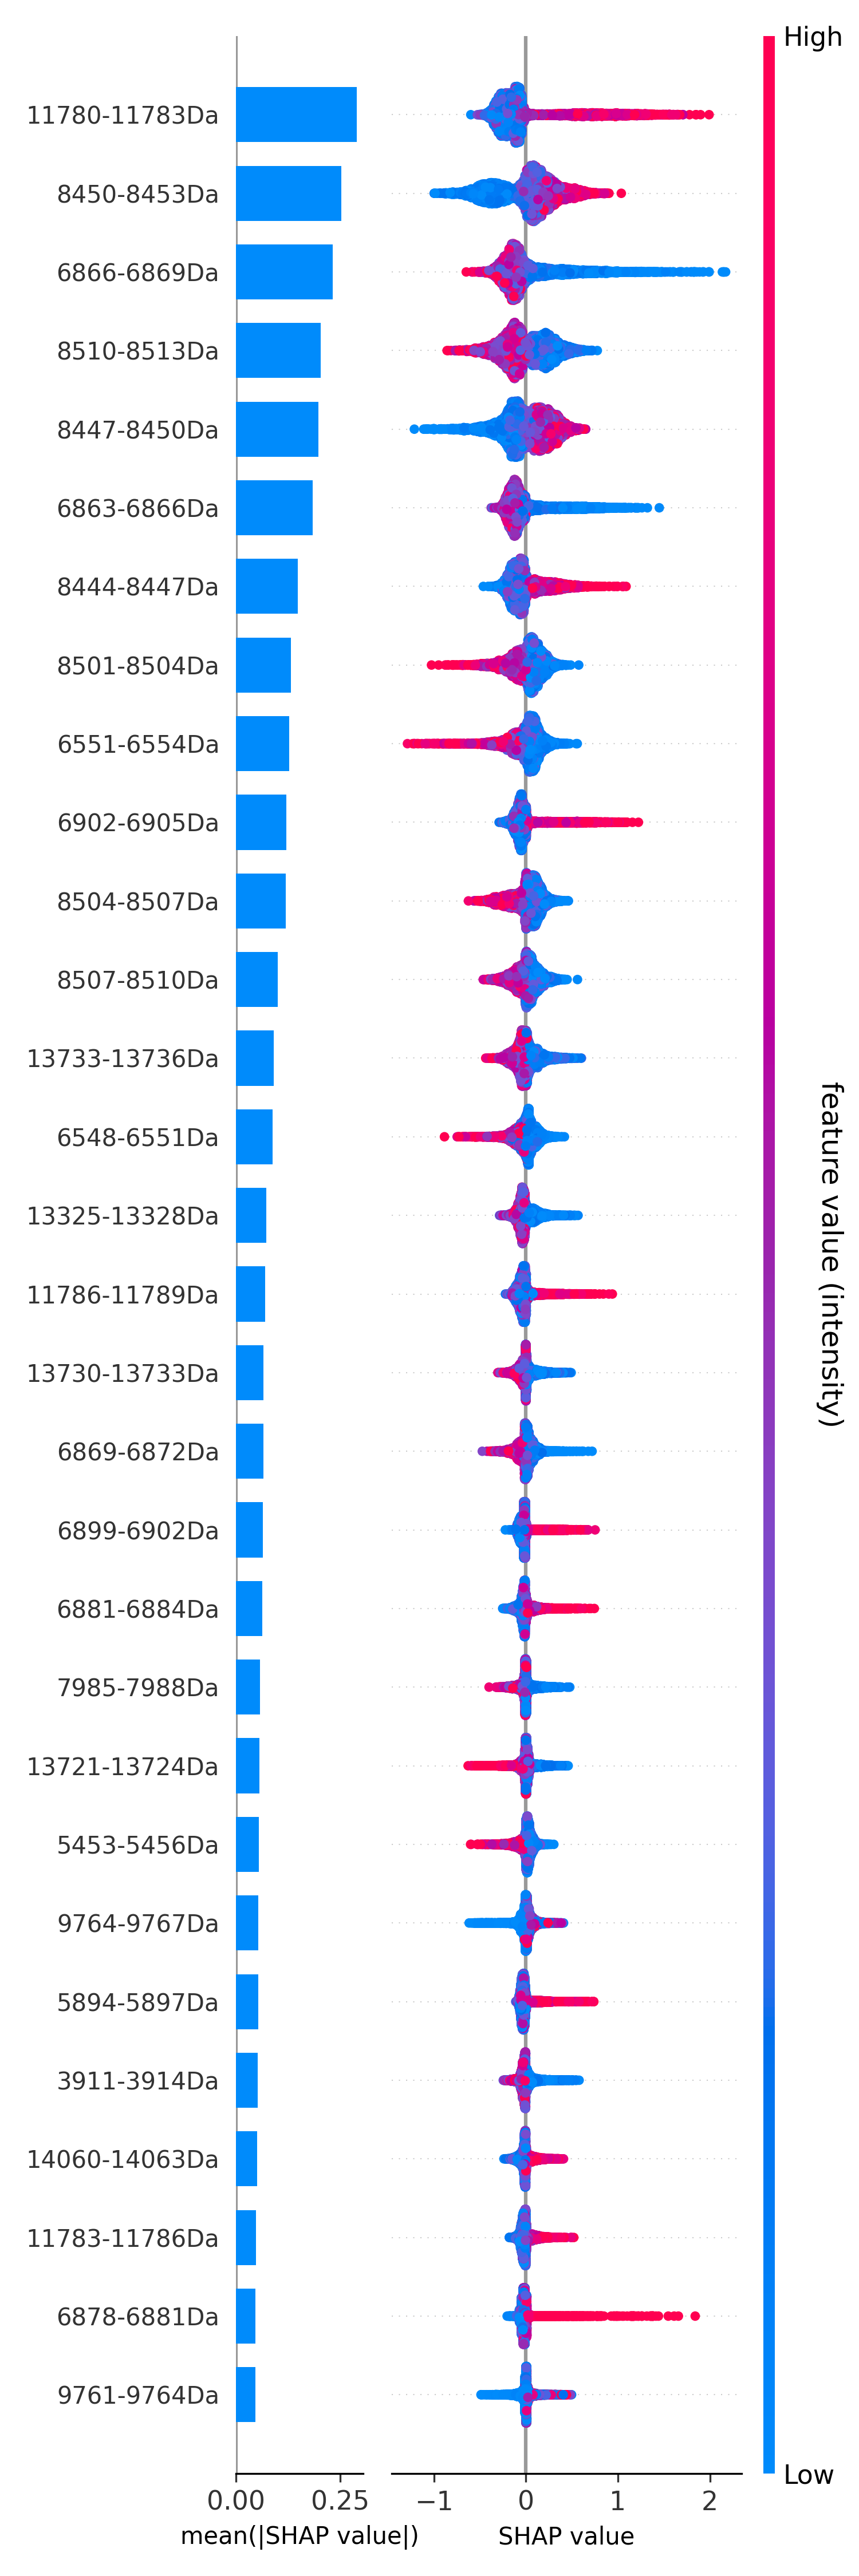 High
11780-11783Da
8450-8453Da
6866-6869Da
8510-8513Da
8447-8450Da
6863-6866Da
8444-8447Da
8501-8504Da
6551-6554Da
6902-6905Da
8504-8507Da
8507-8510Da
13733-13736Da
6548-6551Da
13325-13328Da
11786-11789Da
13730-13733Da
6869-6872Da
6899-6902Da
6881-6884Da
7985-7988Da
13721-13724Da
5453-5456Da
9764-9767Da
5894-5897Da
3911-3914Da
14060-14063Da
11783-11786Da
6878-6881Da
9761-9764Da
feature value (intensity)
Low
0.00 0.25
mean(|SHAP value|)
−1 0 1 2
SHAP value